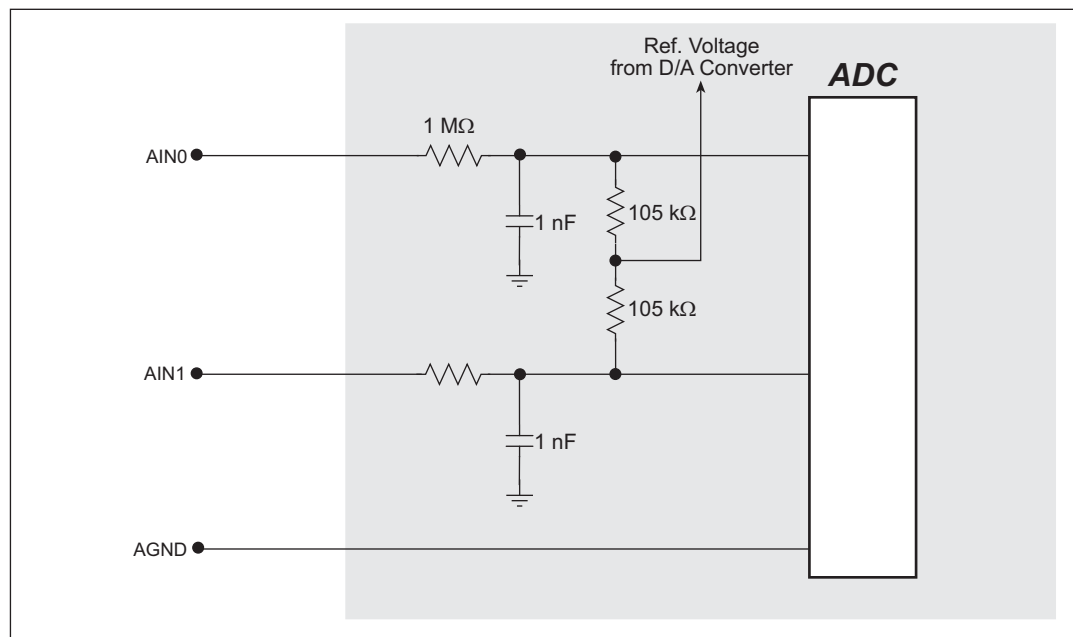 Ref. Voltage
from D/A Converter
ADC
1 MΩ
AIN0
105 kΩ
1 nF
105 kΩ
AIN1
1 nF
AGND